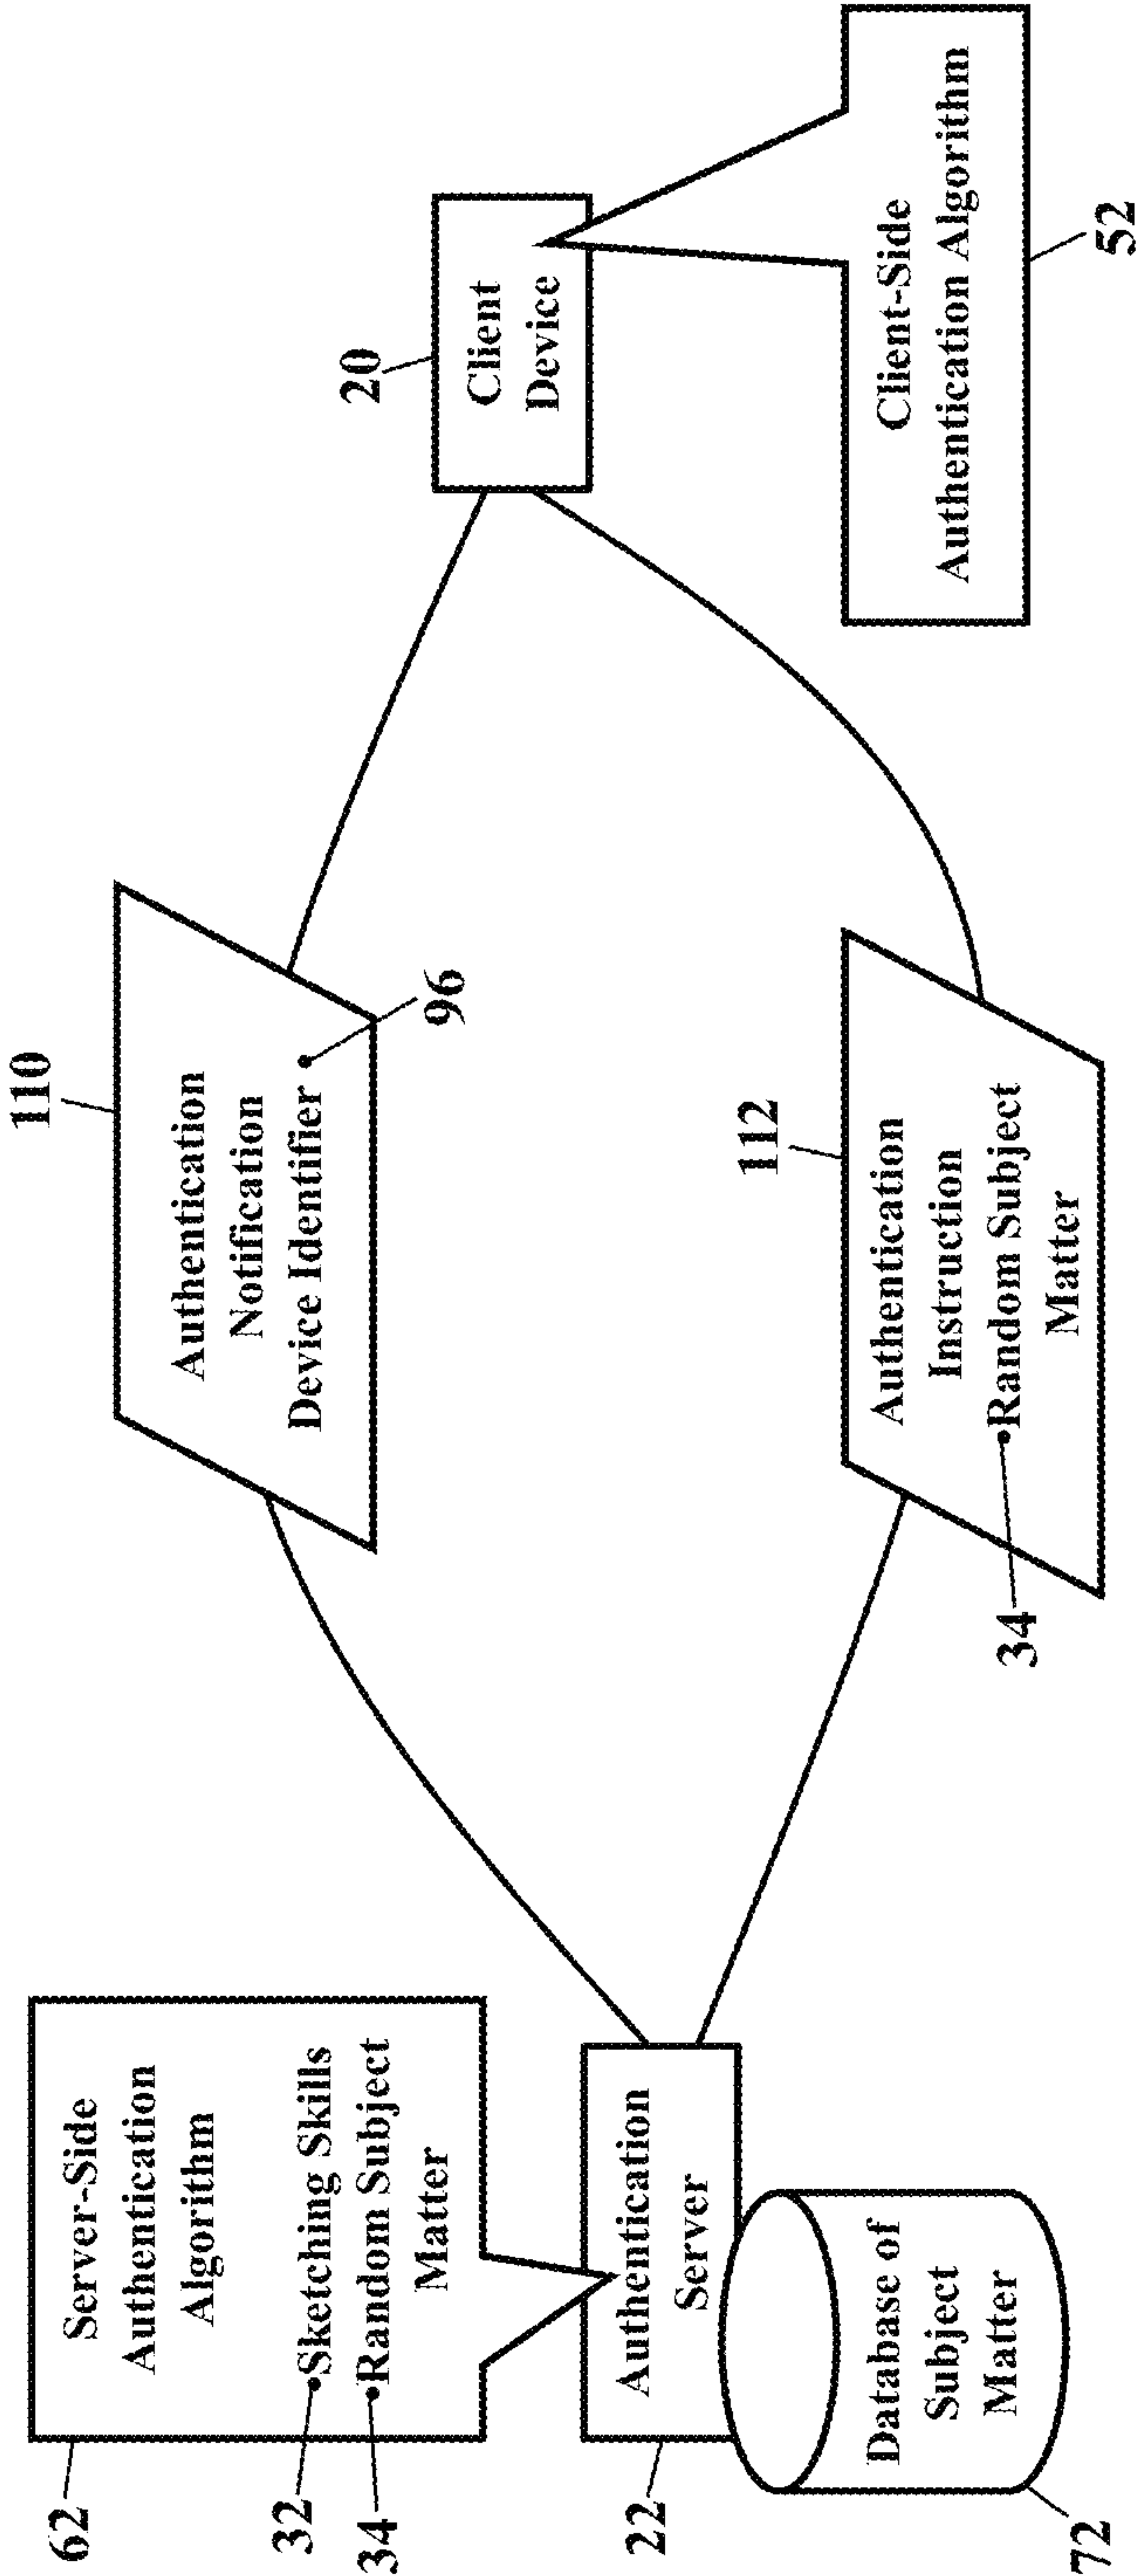 62
Server-Side
Authentication
Algorithm
32
Sketching Skills
34
Random Subject
Matter
22
Authentication
Server
72
Database of
Subject
Matter
110
Authentication
Notification
Device Identifier
96
112
Authentication
Instruction
34
Random Subject
Matter
20
Client
Device
Client-Side
Authentication Algorithm
52